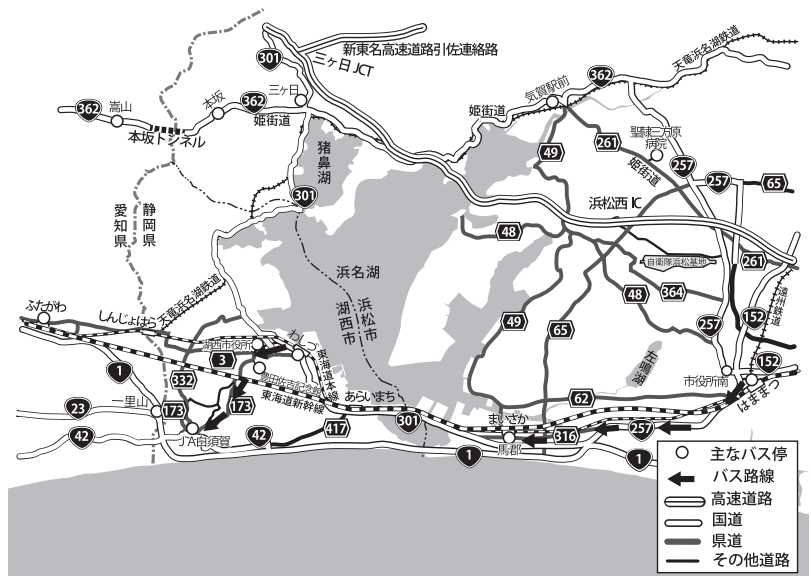 新東名高速道路引佐連絡路
301
三ヶ日JCT
天竜浜名湖鉄道
362
気賀駅前
三ヶ日
362
本坂
姫街道
362
嵩山
本坂トンネル
姫街道
聖隷三方原
病院
261
49
猪鼻湖
姫街道
257
257
65
301
浜松西IC
愛知県
静岡県
48
浜名湖
自衛隊浜松基地
261
天竜浜名湖鉄道
364
48
湖西市
浜松市
遠州鉄道
ふたがわ
しんじょはら
49
65
257
152
湖西市役所
わしづ
3
東海道本線
左鳴湖
152
1
332
豊田佐吉記念館
市役所南
はままつ
東海道新幹線
あらいまち
62
23
一里山
173
173
まいさか
301
417
316
257
JA白須賀
42
42
馬郡
1
1
主なバス停
バス路線
高速道路
国道
県道
その他道路